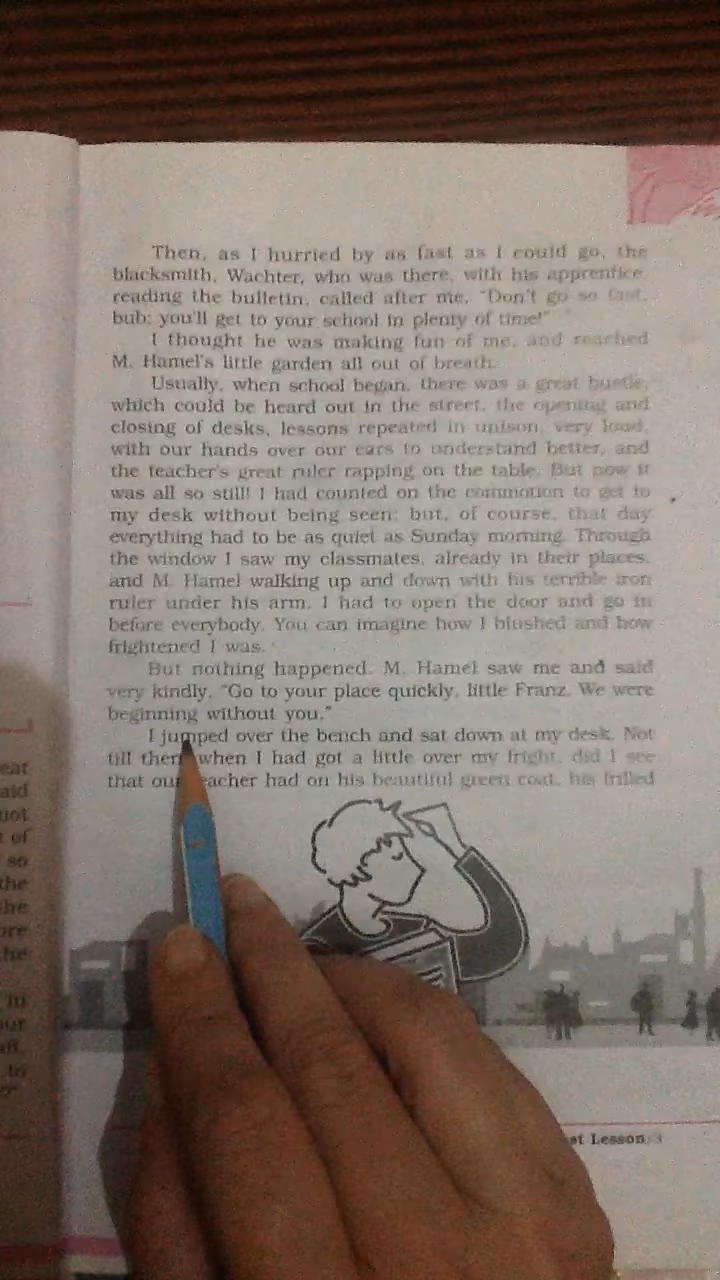 Then, as I hurried by as fast as I could go, the
blacksmith, Wachter, who was there, with his apprentice,
reading the bulletin, called after me, "Don't go so fast,
bub; you'll get to your school in plenty of time!"
I thought he was making fun of me, and reached
M. Hamel's little garden all out of breath.
Usually, when school began, there was a great bustle,
which could be heard out in the street, the opening and
closing of desks, lessons repeated in unison, very loud,
with our hands over our ears to understand better, and
the teacher's great ruler rapping on the table. But now it
was all so still! I had counted on the commotion to get to
my desk without being seen; but, of course, that day
everything had to be as quiet as Sunday morning. Through
the window I saw my classmates, already in their places,
and M. Hamel walking up and down with his terrible iron
ruler under his arm. I had to open the door and go in
before everybody. You can imagine how I blushed and how
frightened I was.
But nothing happened. M. Hamel saw me and said
very kindly, "Go to your place quickly, little Franz. We were
beginning without you."
I jumped over the bench and sat down at my desk. Not
till then, when I had got a little over my fright, did I see
that our teacher had on his beautiful green coat, his frilled
Lesson/3
of
so
the
he
he
in
to